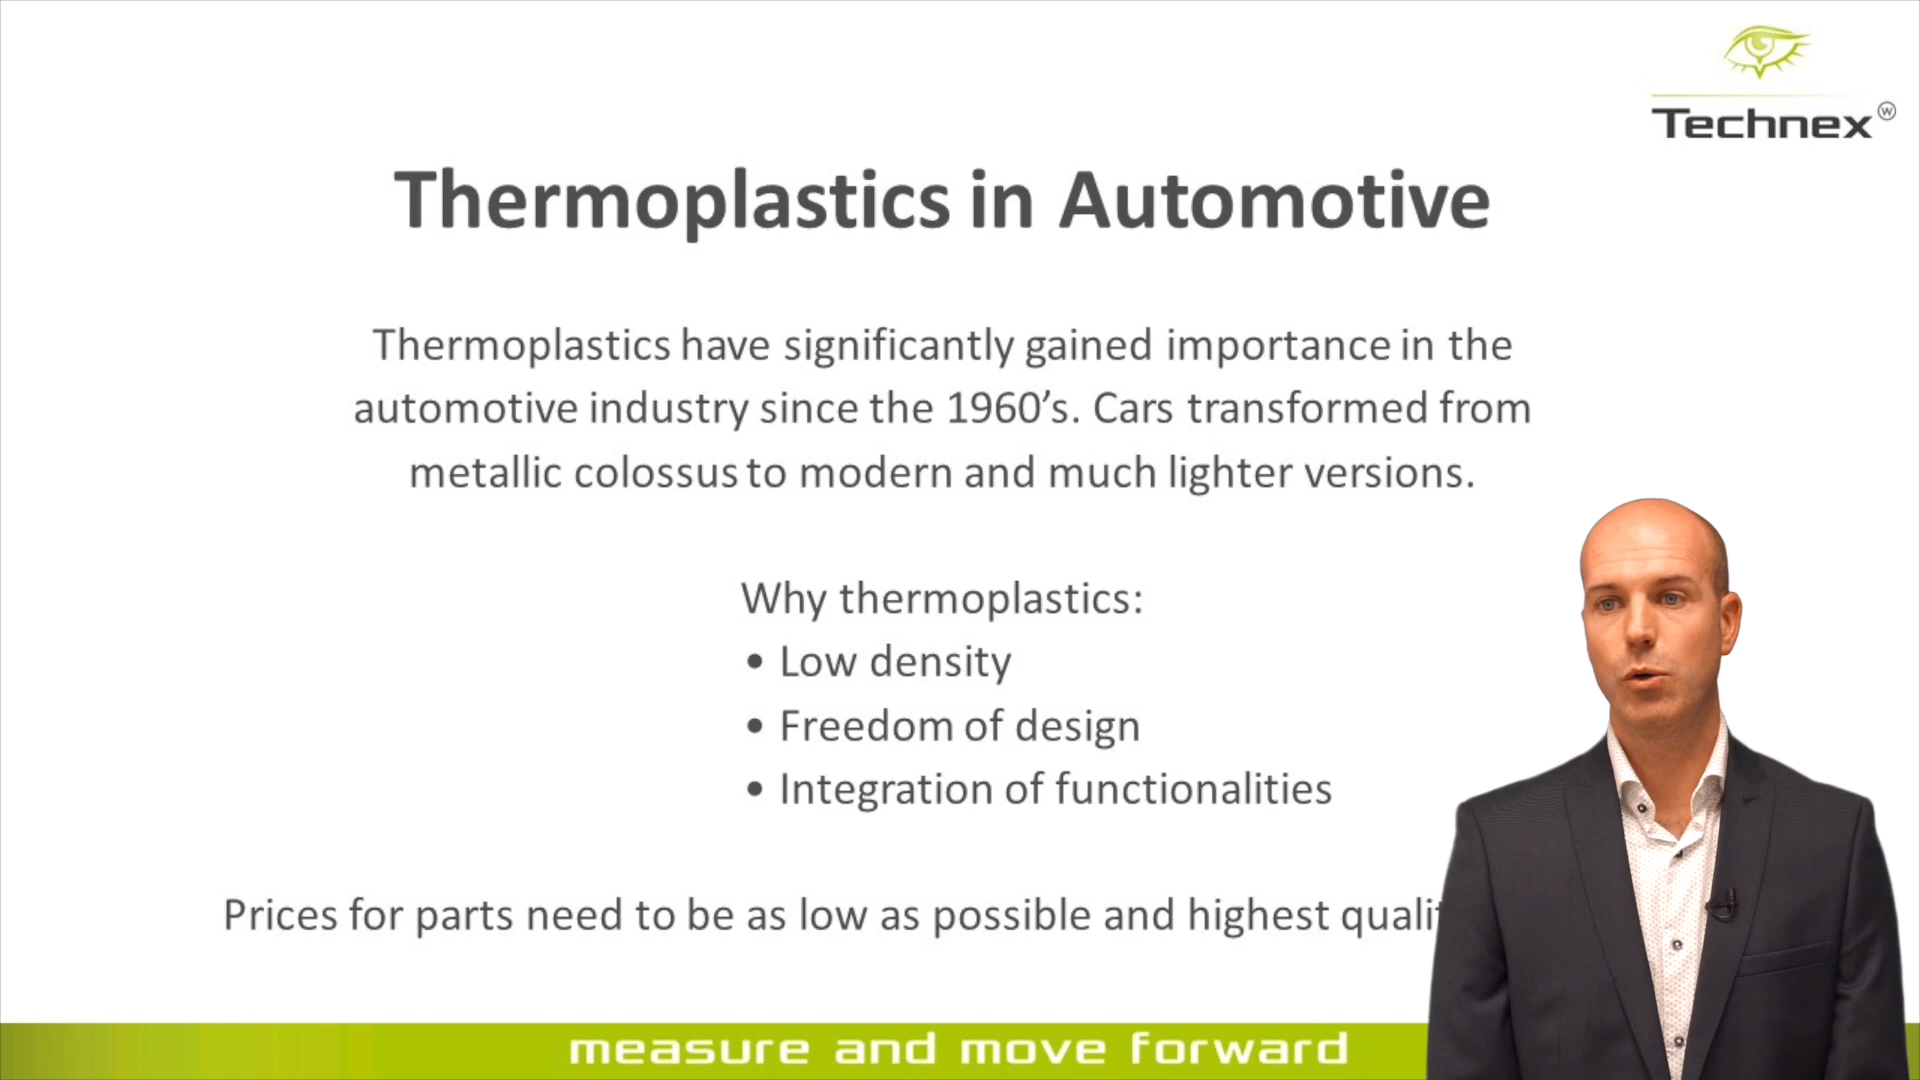 Technex
Thermoplastics in Automotive
Thermoplastics have significantly gained importance in the
automotive industry since the 1960’s. Cars transformed from
metallic colossus to modern and much lighter versions.
Why thermoplastics:
• Low density
• Freedom of design
• Integration of functionalities
Prices for parts need to be as low as possible and highest
measure and move forward